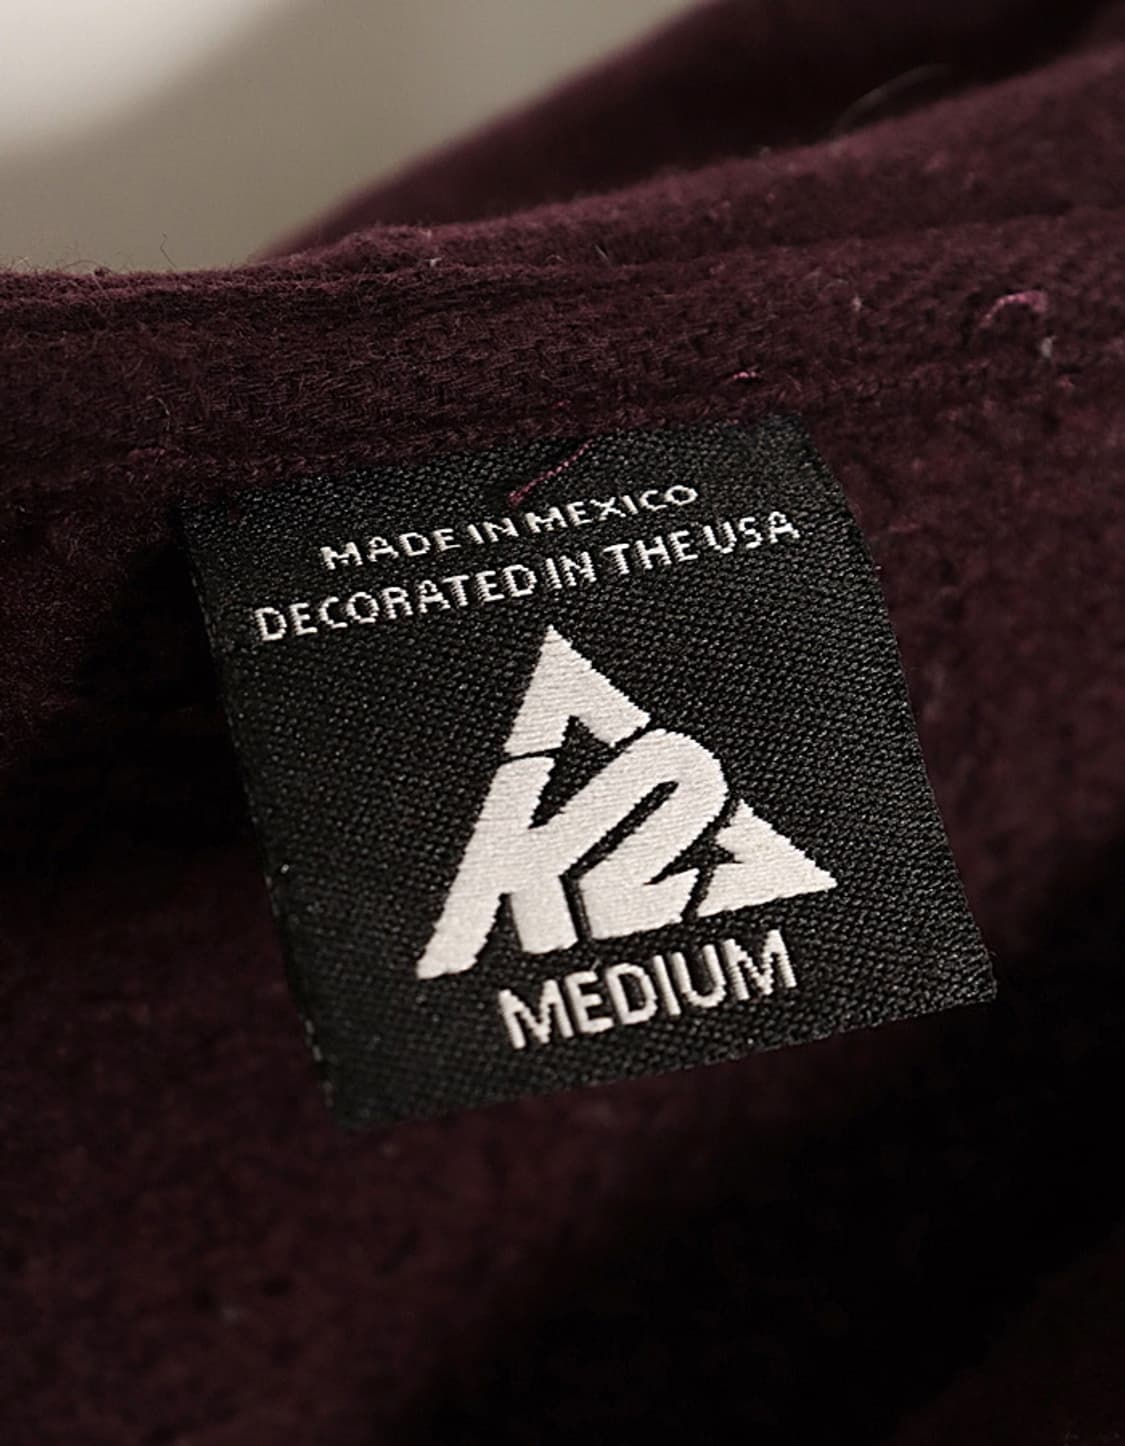 MADE IN MEXICO
DECORATED IN THE USA
K2
MEDIUM